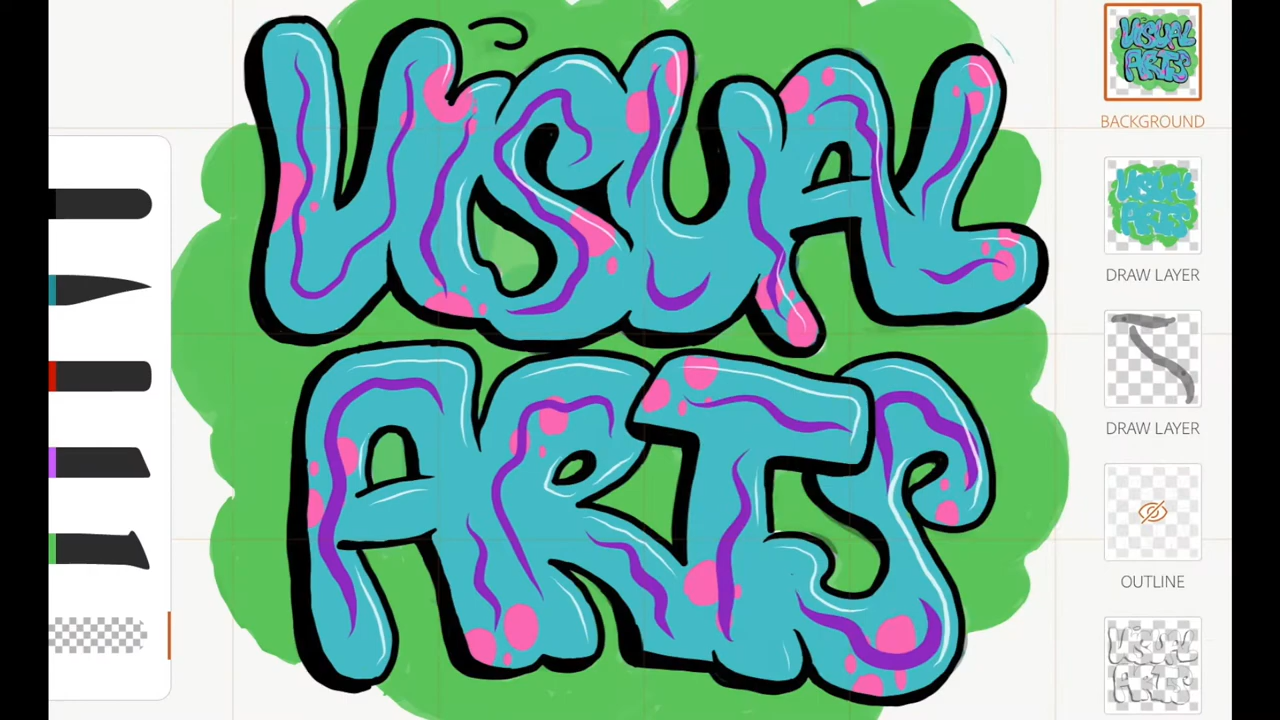 VISUAL
ARTS
BACKGROUND
DRAW LAYER
DRAW LAYER
OUTLINE